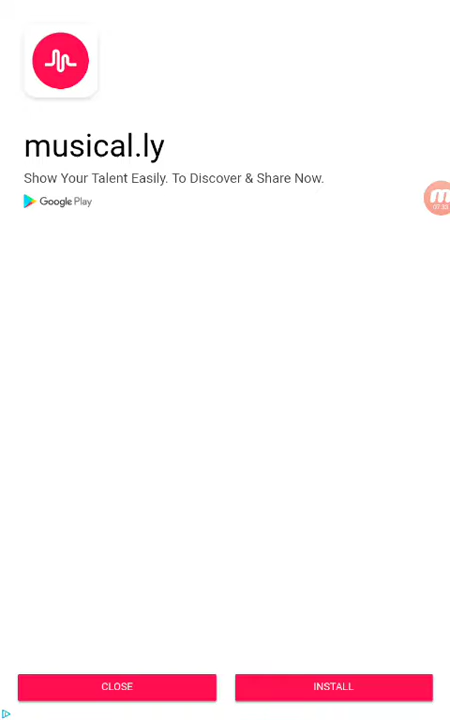 musical.ly
Show Your Talent Easily. To Discover & Share Now.
Google Play
CLOSE
INSTALL